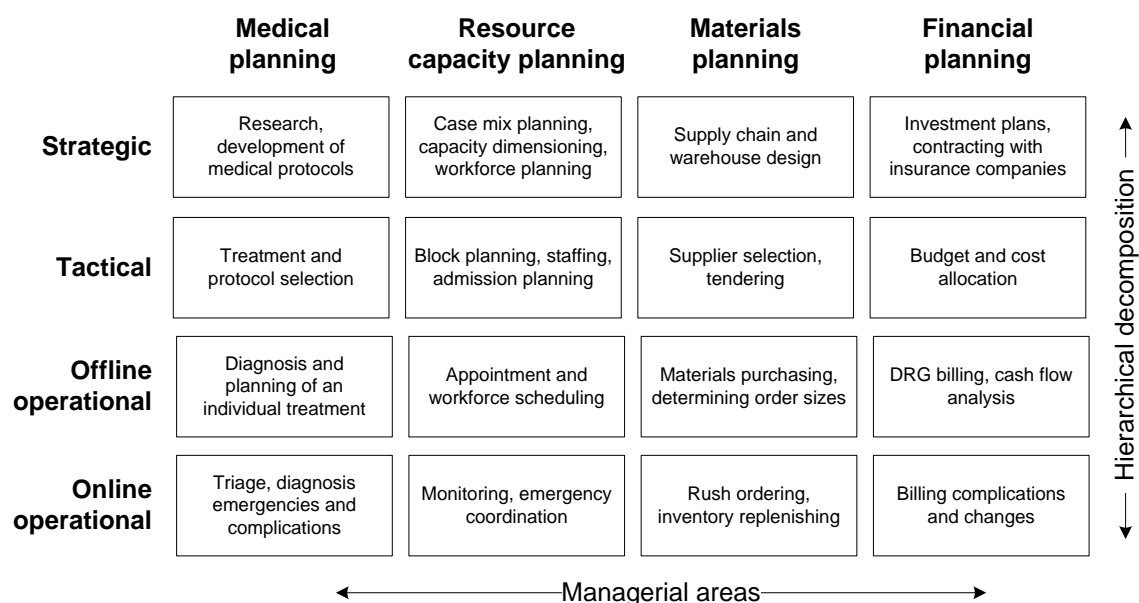 Medical
planning
Resource
capacity planning
Materials
planning
Financial
planning
Strategic
Research,
development of
medical protocols
Case mix planning,
capacity dimensioning,
workforce planning
Supply chain and
warehouse design
Investment plans,
contracting with
insurance companies
Tactical
Treatment and
protocol selection
Block planning, staffing,
admission planning
Supplier selection,
tendering
Budget and cost
allocation
Offline
operational
Diagnosis and
planning of an
individual treatment
Appointment and
workforce scheduling
Materials purchasing,
determining order sizes
DRG billing, cash flow
analysis
Online
operational
Triage, diagnosis
emergencies and
complications
Monitoring, emergency
coordination
Rush ordering,
inventory replenishing
Billing complications
and changes
Hierarchical decomposition
Managerial areas